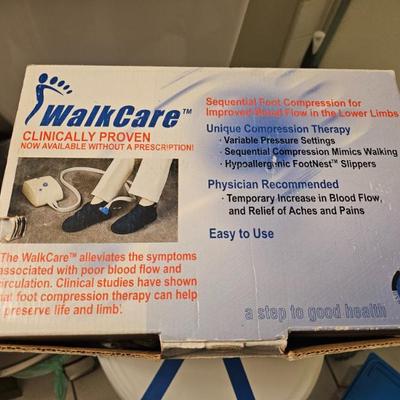 WalkCare™
CLINICALLY PROVEN
NOW AVAILABLE WITHOUT A PRESCRIPTION!
The WalkCare™ alleviates the symptoms
associated with poor blood flow and
circulation. Clinical studies have shown
that foot compression therapy can help
preserve life and limb'.
Sequential Foot Compression for
Improved Blood Flow in the Lower Limbs
Unique Compression Therapy
· Variable Pressure Settings
· Sequential Compression Mimics Walking
· Hypoallergenic FootNest™ Slippers
Physician Recommended
· Temporary Increase in Blood Flow,
and Relief of Aches and Pains
Easy to Use
a step to good health